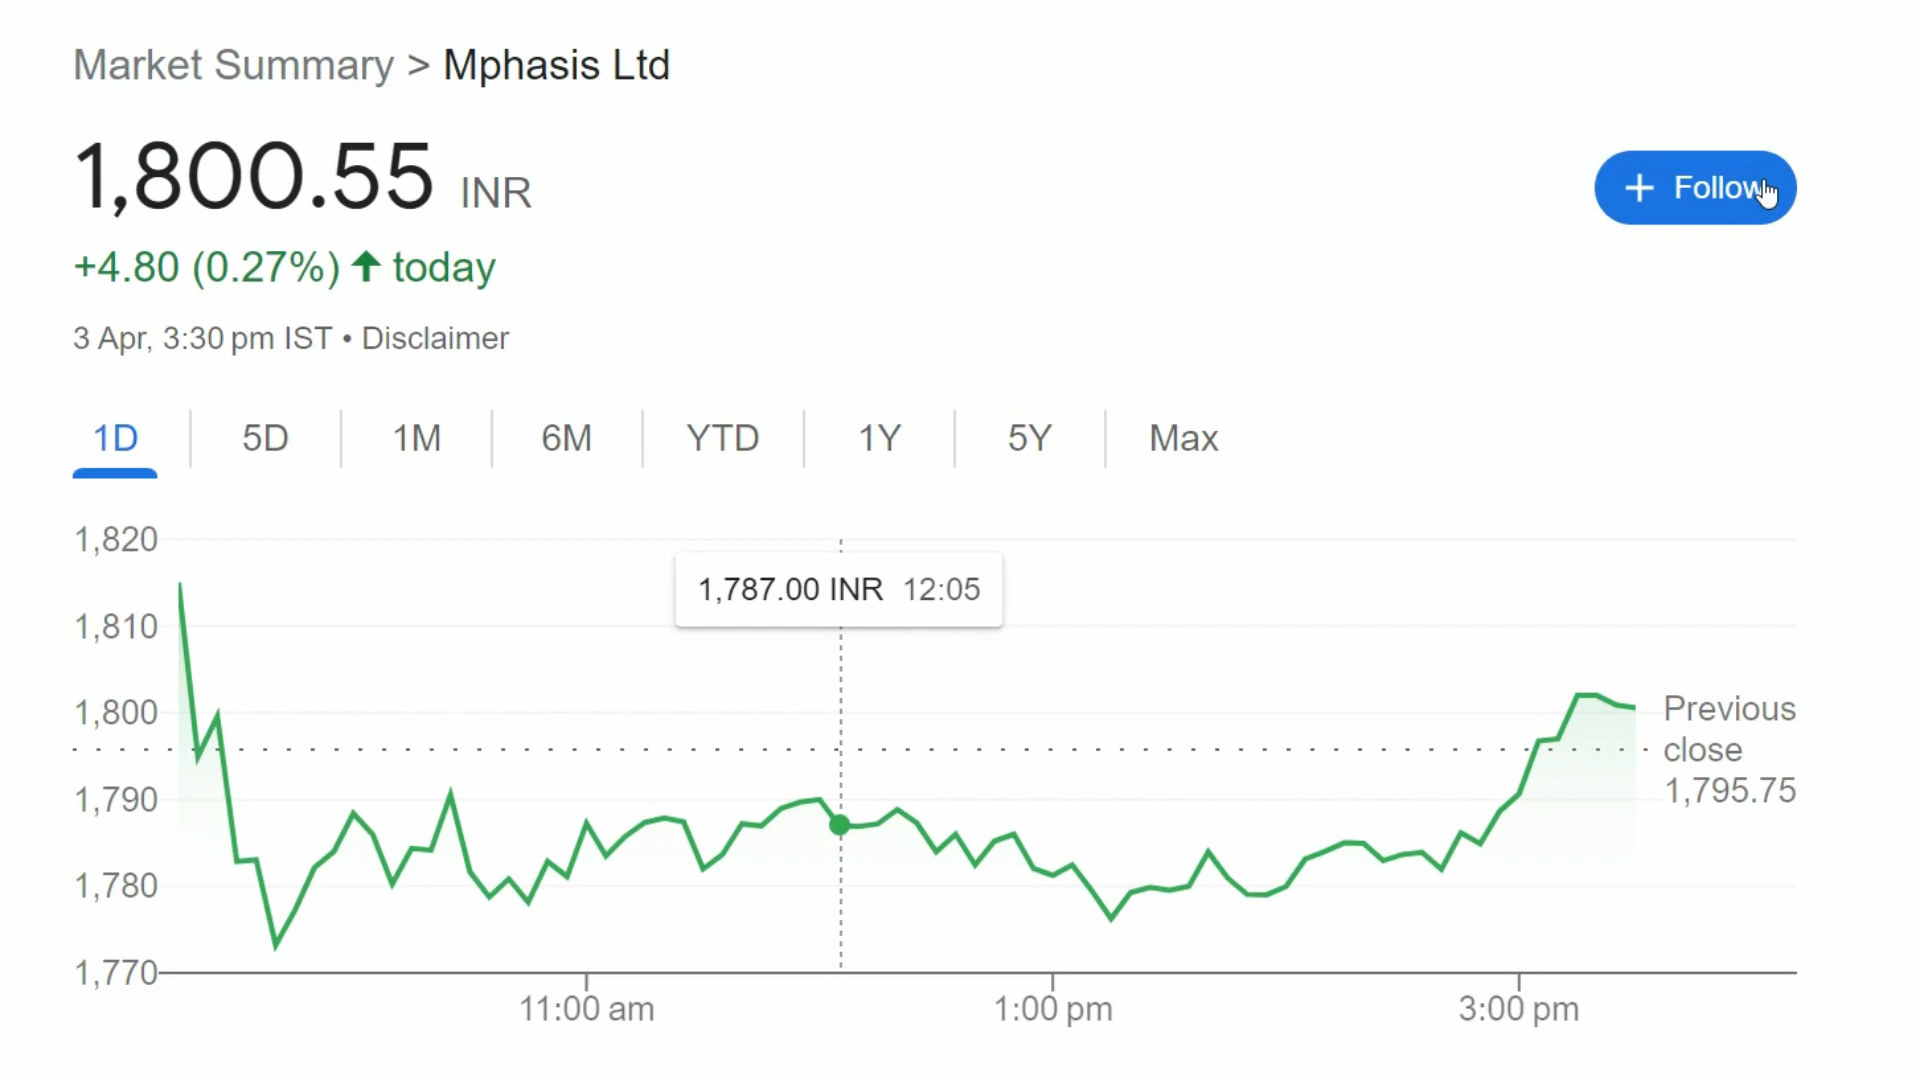 Market Summary > Mphasis Ltd
1,800.55 INR
+ Follow
+4.80 (0.27%) ↑ today
3 Apr, 3:30 pm IST • Disclaimer
1D 5D 1M 6M YTD 1Y 5Y Max
1,820
1,787.00 INR 12:05
1,810
1,800
Previous
close
1,795.75
1,790
1,780
1,770
11:00 am 1:00 pm 3:00 pm